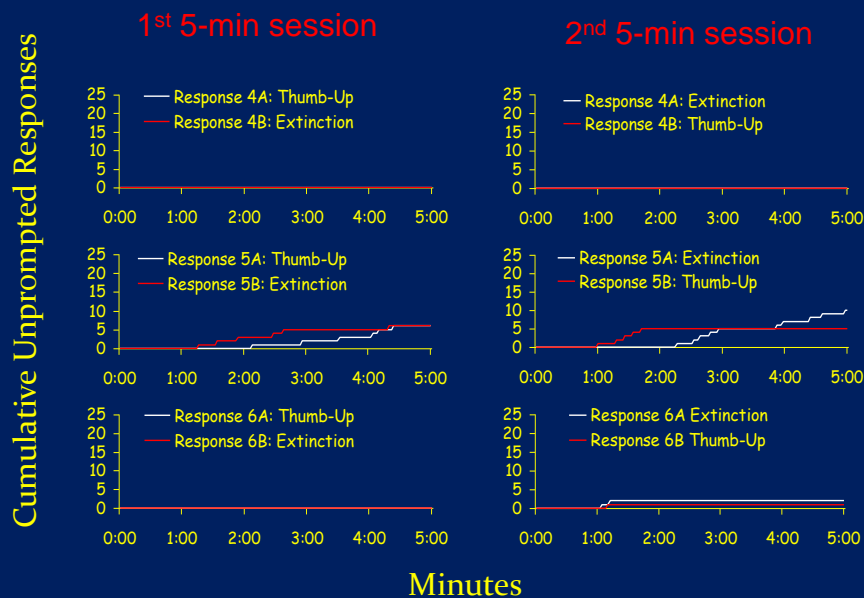 1st 5-min session
2nd 5-min session
Cumulative Unprompted Responses
25
20
15
10
5
0
Response 4A: Thumb-Up
Response 4B: Extinction
0:00 1:00 2:00 3:00 4:00 5:00
25
20
15
10
5
0
Response 4A: Extinction
Response 4B: Thumb-Up
0:00 1:00 2:00 3:00 4:00 5:00
25
20
15
10
5
0
Response 5A: Thumb-Up
Response 5B: Extinction
0:00 1:00 2:00 3:00 4:00 5:00
25
20
15
10
5
0
Response 5A: Extinction
Response 5B: Thumb-Up
0:00 1:00 2:00 3:00 4:00 5:00
25
20
15
10
5
0
Response 6A: Thumb-Up
Response 6B: Extinction
0:00 1:00 2:00 3:00 4:00 5:00
25
20
15
10
5
0
Response 6A Extinction
Response 6B Thumb-Up
0:00 1:00 2:00 3:00 4:00 5:00
Minutes